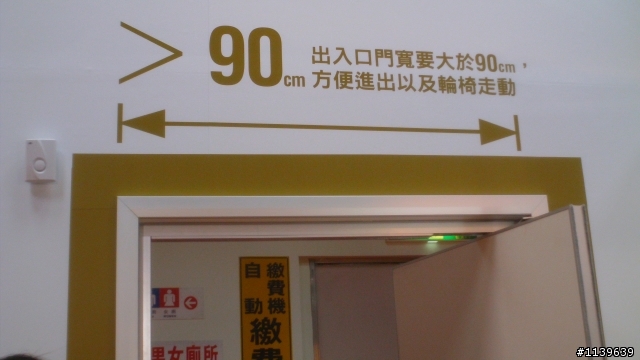 > 90cm
出入口門寬要大於90cm，
方便進出以及輪椅走動
自動
繳費機
繳費
男女廁所
#1139639